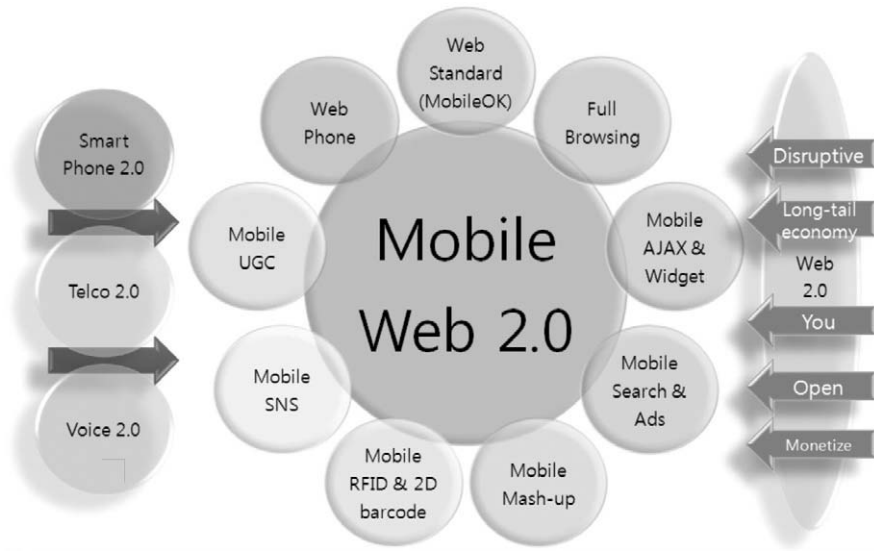 Smart
Phone 2.0
Telco 2.0
Voice 2.0
Web
Standard
(MobileOK)
Web
Phone
Full
Browsing
Mobile
UGC
Mobile
AJAX &
Widget
Mobile
Web 2.0
Mobile
SNS
Mobile
Search &
Ads
Mobile
RFID & 2D
barcode
Mobile
Mash-up
Disruptive
Long-tail
economy
Web
2.0
You
Open
Monetize